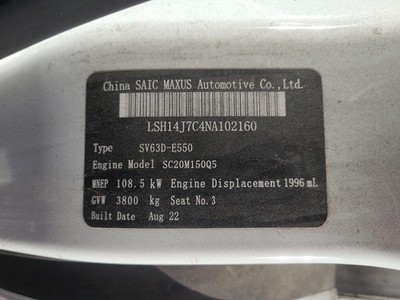 China SAIC MAXUS Automotive Co.,Ltd.
LSH14J7C4NA102160
Type SV63D-E550
Engine Model SC20M150Q5
MNEP 108.5 kW Engine Displacement 1996 mL
GVW 3800 kg Seat No. 3
Built Date Aug 22